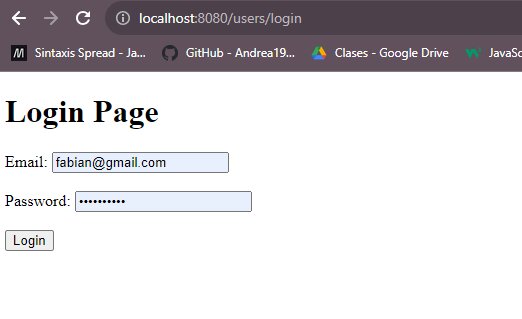 localhost:8080/users/login
M Sintaxis Spread - Ja... GitHub - Andrea19... Clases - Google Drive JavaSc
Login Page
Email: fabian@gmail.com
Password: ••••••••••
Login